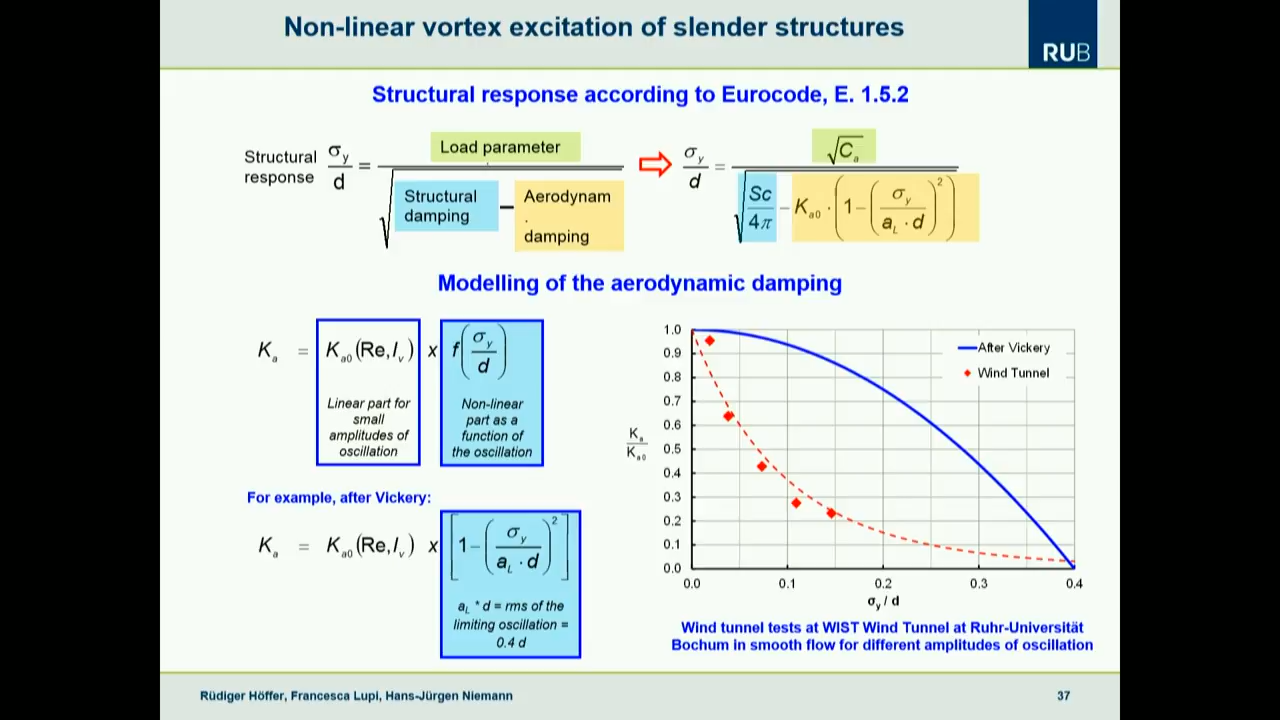 Non-linear vortex excitation of slender structures
RUB
Structural response according to Eurocode, E. 1.5.2
Structural response σy/d = Load parameter / √(Structural damping – Aerodynam. damping)
σy/d = √Ca / √(Sc/4π – Ka0 · (1–(σy/(aL · d))²))
Modelling of the aerodynamic damping
Ka = Ka0(Re,Iv) x f(σy/d)
Linear part for
small
amplitudes of
oscillation
Non-linear
part as a
function of
the oscillation
For example, after Vickery:
Ka = Ka0(Re,Iv) x [1–(σy/(aL · d))²]
aL * d = rms of the
limiting oscillation =
0.4 d
After Vickery
Wind Tunnel
Ka/Ka0
1.0
0.9
0.8
0.7
0.6
0.5
0.4
0.3
0.2
0.1
0.0
0.0 0.1 0.2 0.3 0.4
σy / d
Wind tunnel tests at WIST Wind Tunnel at Ruhr-Universität
Bochum in smooth flow for different amplitudes of oscillation
Rüdiger Höffer, Francesca Lupi, Hans-Jürgen Niemann
37